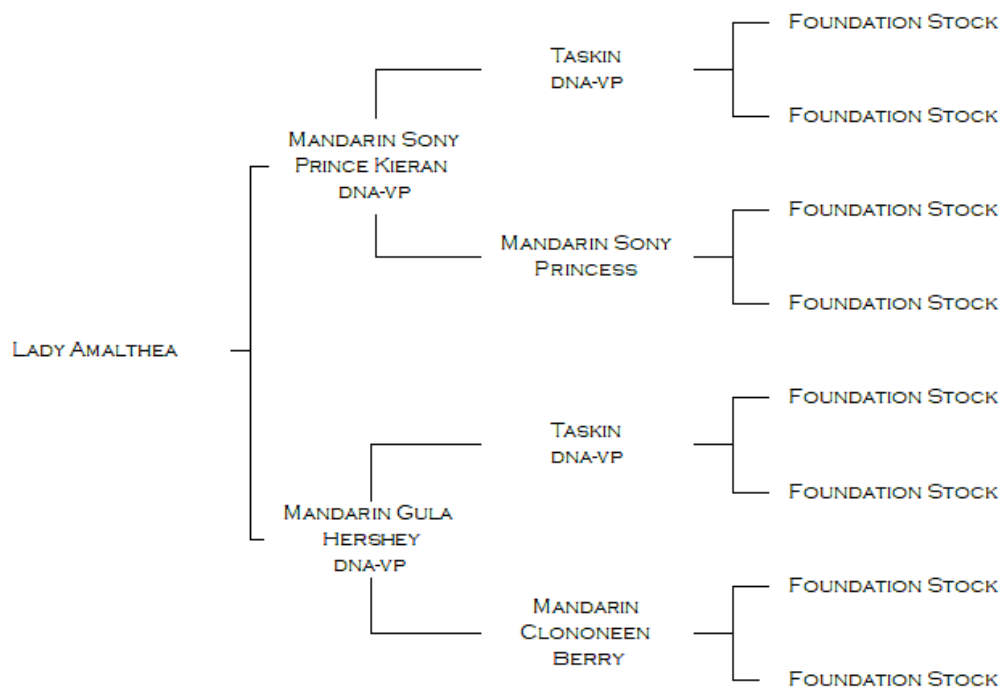 FOUNDATION STOCK
TASKIN
DNA-VP
FOUNDATION STOCK
MANDARIN SONY
PRINCE KIERAN
DNA-VP
FOUNDATION STOCK
MANDARIN SONY
PRINCESS
FOUNDATION STOCK
LADY AMALTHEA
FOUNDATION STOCK
TASKIN
DNA-VP
FOUNDATION STOCK
MANDARIN GULA
HERSHEY
DNA-VP
FOUNDATION STOCK
MANDARIN
CLONONEEN
BERRY
FOUNDATION STOCK